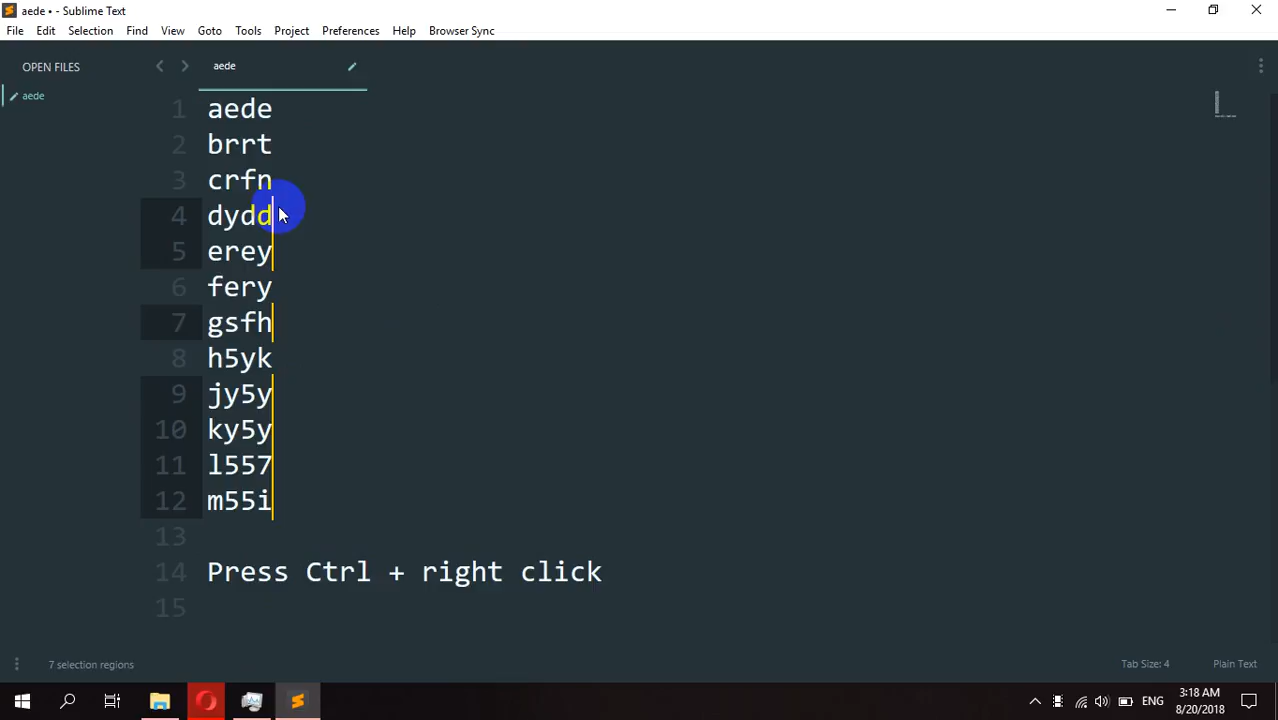 aede • - Sublime Text
File Edit Selection Find View Goto Tools Project Preferences Help Browser Sync
OPEN FILES
aede
aede
1 aede
2 brrt
3 crfn
4 dydd
5 erey
6 fery
7 gsfh
8 h5yk
9 jy5y
10 ky5y
11 l557
12 m55i
13
14 Press Ctrl + right click
15
7 selection regions
Tab Size: 4
Plain Text
ENG
3:18 AM
8/20/2018